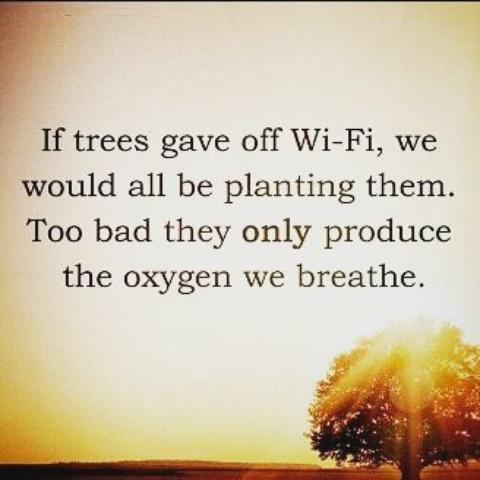 If trees gave off Wi-Fi, we
would all be planting them.
Too bad they only produce
the oxygen we breathe.